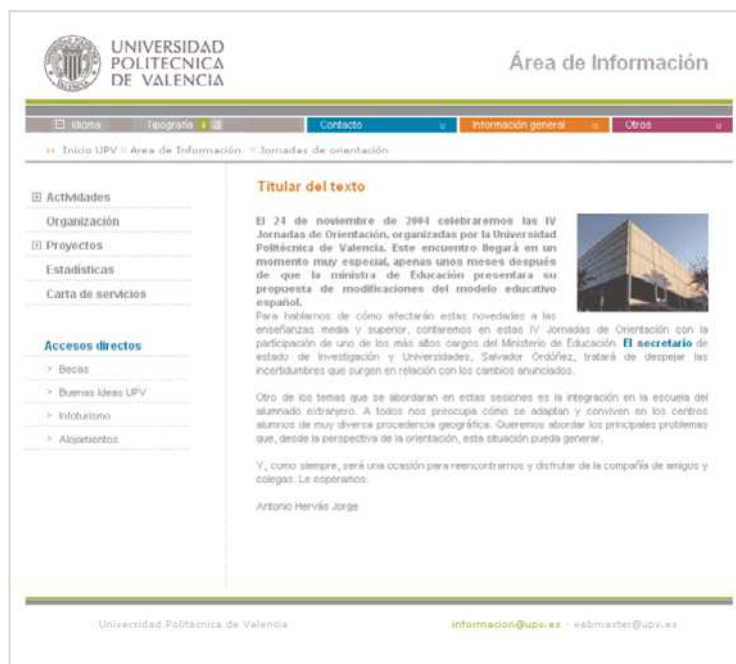 UNIVERSIDAD
POLITECNICA
DE VALENCIA
Área de Información
Idioma Tipografía Contacto Información general Otros
Inicio UPV Area de Información Jornadas de orientación
Actividades
Organización
Proyectos
Estadísticas
Carta de servicios
Accesos directos
> Becas
> Buenas Ideas UPV
> Infoturismo
> Alojamientos
Titular del texto
El 24 de noviembre de 2004 celebraremos las IV
Jornadas de Orientación, organizadas por la Universidad
Politécnica de Valencia. Este encuentro llegará en un
momento muy especial, apenas unos meses después
de que la ministra de Educación presentara su
propuesta de modificaciones del modelo educativo
español.
Para hablarnos de cómo afectarán estas novedades a las
enseñanzas media y superior, contaremos en estas IV Jornadas de Orientación con la
participación de uno de los más altos cargos del Ministerio de Educación. El secretario de
estado de Investigación y Universidades, Salvador Ordóñez, tratará de despejar las
incertidumbres que surgen en relación con los cambios anunciados.
Otro de los temas que se abordaran en estas sesiones es la integración en la escuela del
alumnado extranjero. A todos nos preocupa cómo se adaptan y conviven en los centros
alumnos de muy diversa procedencia geográfica. Queremos abordar los principales problemas
que, desde la perspectiva de la orientación, esta situación pueda generar.
Y, como siempre, será una ocasión para reencontrarnos y disfrutar de la compañía de amigos y
colegas. Le esperamos.
Antonio Hervás Jorge
Universidad Politécnica de Valencia
informacion@upv.es - webmaster@upv.es